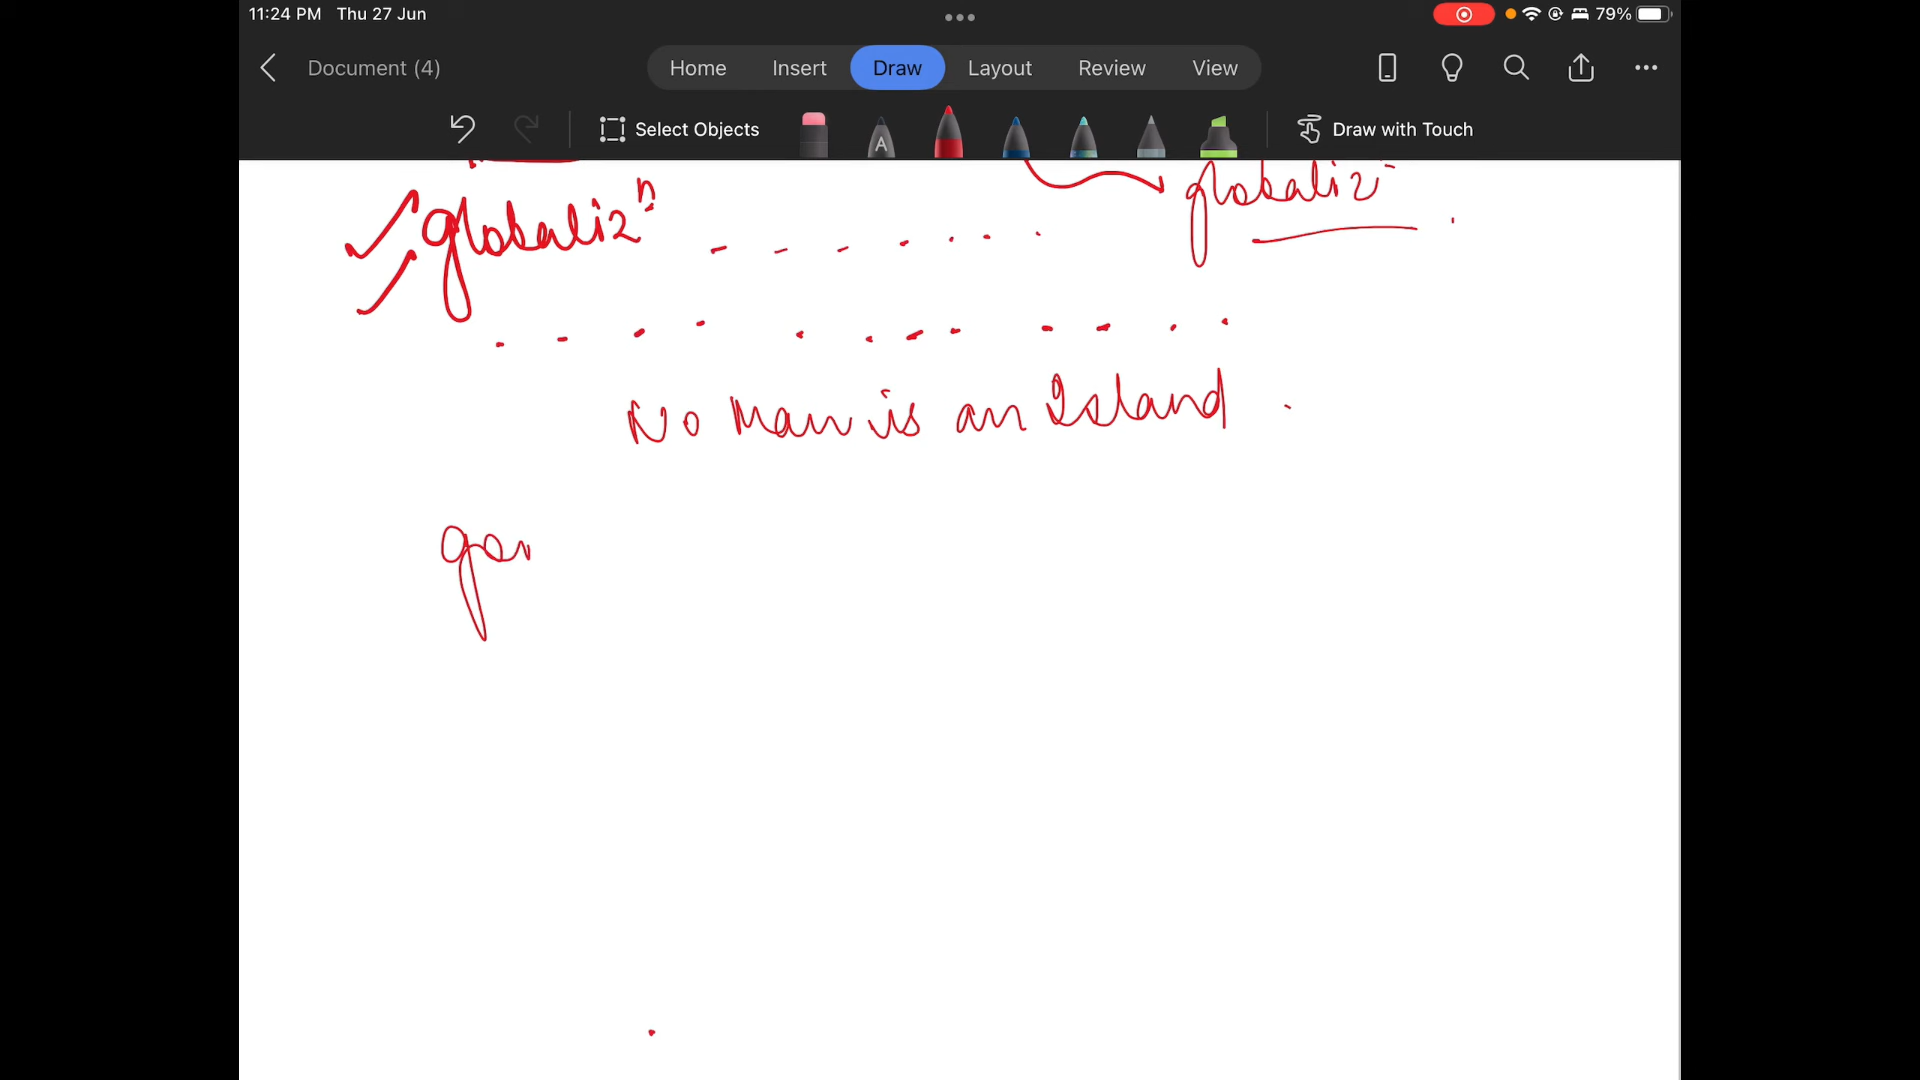 11:24 PM Thu 27 Jun 79%
Document (4) Home Insert Draw Layout Review View
Select Objects A Draw with Touch
globaliz
globalizⁿ
No Man is an Island.